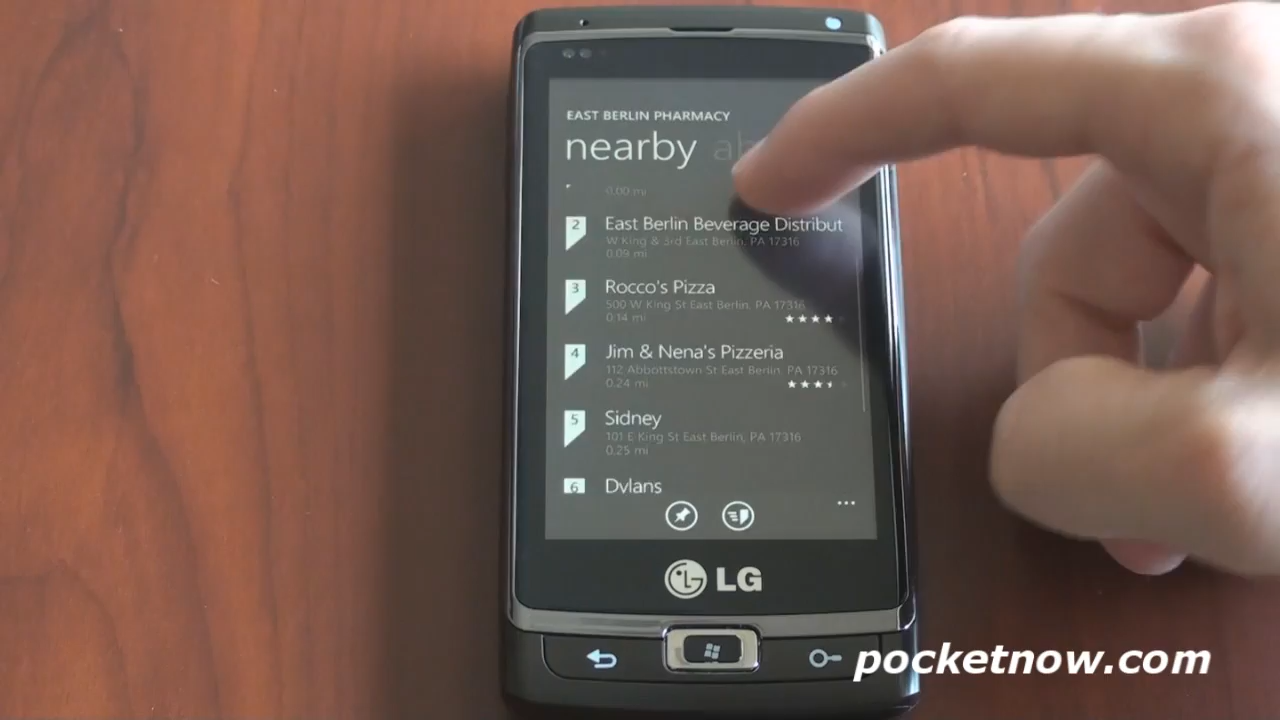 EAST BERLIN PHARMACY
nearby
0.00 mi
2 East Berlin Beverage Distribut
W King & 3rd East Berlin, PA 17316
0.09 mi
3 Rocco's Pizza
500 W King St East Berlin, PA 17316
0.14 mi
4 Jim & Nena's Pizzeria
112 Abbottstown St East Berlin, PA 17316
0.24 mi
5 Sidney
101 E King St East Berlin, PA 17316
0.25 mi
6 Dylans
LG
pocketnow.com